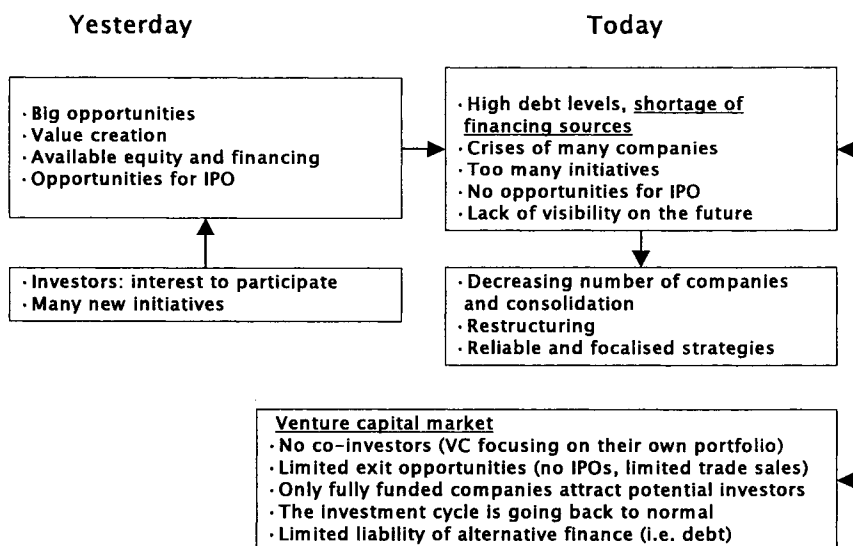 Yesterday
Today
· Big opportunities
· Value creation
· Available equity and financing
· Opportunities for IPO
· High debt levels, shortage of
financing sources
· Crises of many companies
· Too many initiatives
· No opportunities for IPO
· Lack of visibility on the future
· Investors: interest to participate
· Many new initiatives
· Decreasing number of companies
and consolidation
· Restructuring
· Reliable and focalised strategies
Venture capital market
· No co-investors (VC focusing on their own portfolio)
· Limited exit opportunities (no IPOs, limited trade sales)
· Only fully funded companies attract potential investors
· The investment cycle is going back to normal
· Limited liability of alternative finance (i.e. debt)